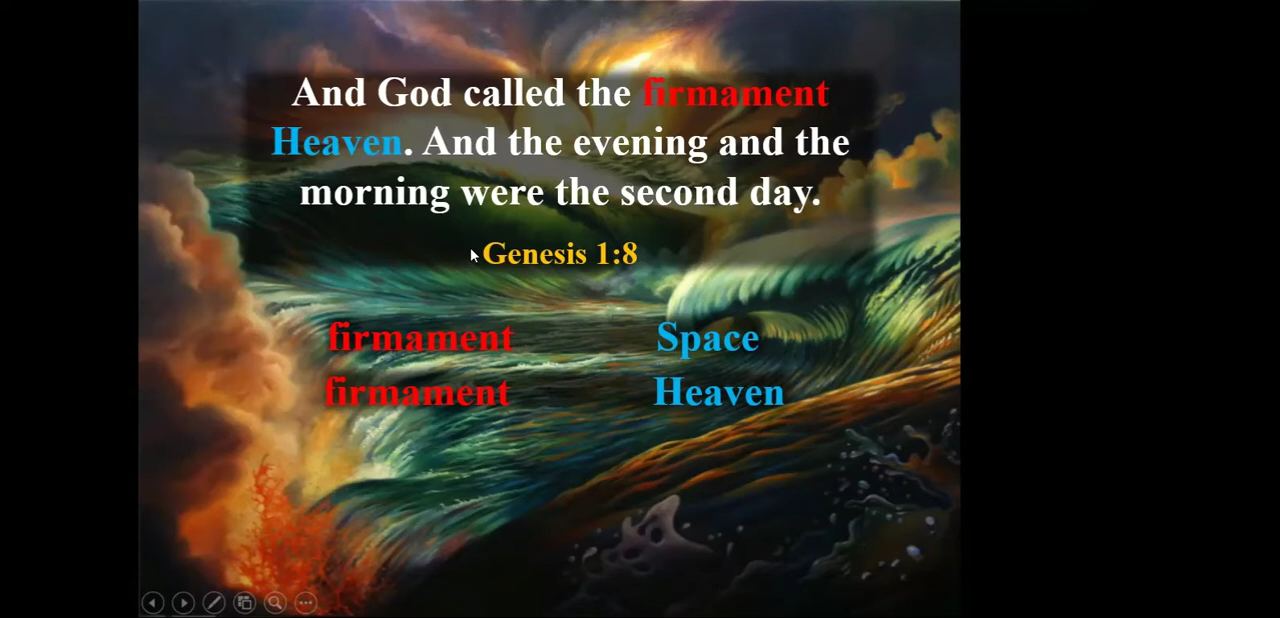 And God called the firmament
Heaven. And the evening and the
morning were the second day.
Genesis 1:8
firmament Space
firmament Heaven